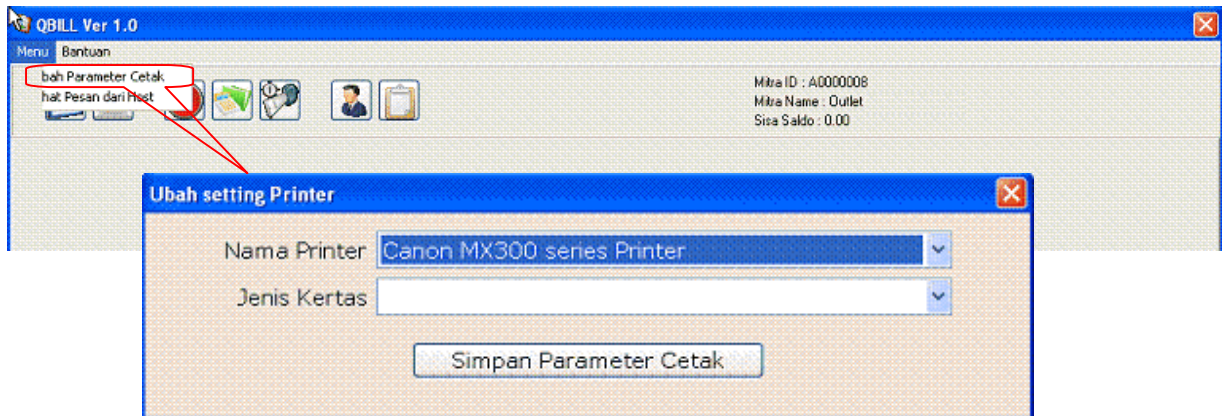 QBILL Ver 1.0
Menu Bantuan
bah Parameter Cetak
hat Pesan dari Host
Mitra ID : A0000008
Mitra Name : Outlet
Sisa Saldo : 0.00
Ubah setting Printer
Nama Printer Canon MX300 series Printer
Jenis Kertas
Simpan Parameter Cetak